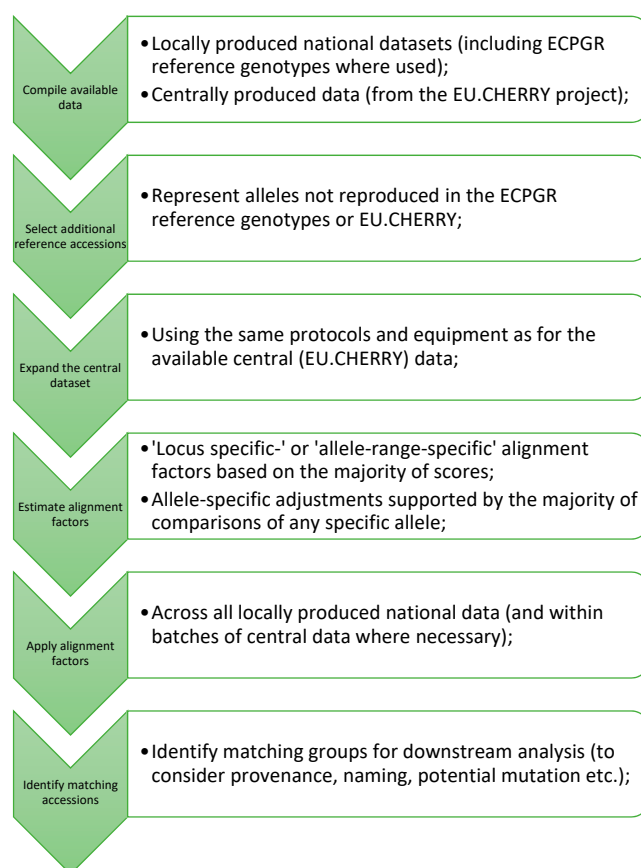 Compile available
data
•Locally produced national datasets (including ECPGR
reference genotypes where used);
•Centrally produced data (from the EU.CHERRY project);
Select additional
reference accessions
•Represent alleles not reproduced in the ECPGR
reference genotypes or EU.CHERRY;
Expand the central
dataset
•Using the same protocols and equipment as for the
available central (EU.CHERRY) data;
Estimate alignment
factors
•'Locus specific-' or 'allele-range-specific' alignment
factors based on the majority of scores;
•Allele-specific adjustments supported by the majority of
comparisons of any specific allele;
Apply alignment
factors
•Across all locally produced national data (and within
batches of central data where necessary);
Identify matching
accessions
•Identify matching groups for downstream analysis (to
consider provenance, naming, potential mutation etc.);